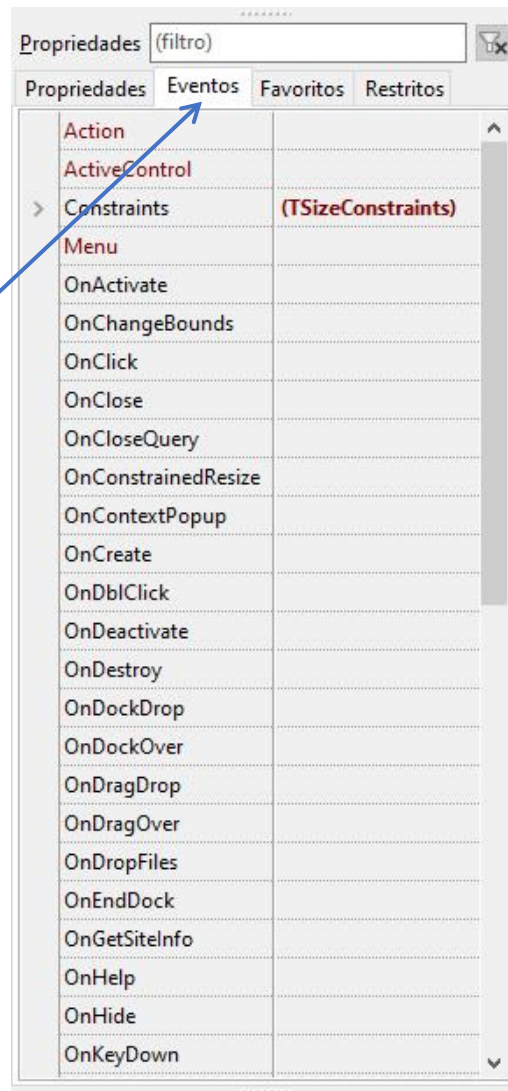 Propriedades (filtro)
Propriedades Eventos Favoritos Restritos
Action
ActiveControl
Constraints (TSizeConstraints)
Menu
OnActivate
OnChangeBounds
OnClick
OnClose
OnCloseQuery
OnConstrainedResize
OnContextPopup
OnCreate
OnDblClick
OnDeactivate
OnDestroy
OnDockDrop
OnDockOver
OnDragDrop
OnDragOver
OnDropFiles
OnEndDock
OnGetSiteInfo
OnHelp
OnHide
OnKeyDown